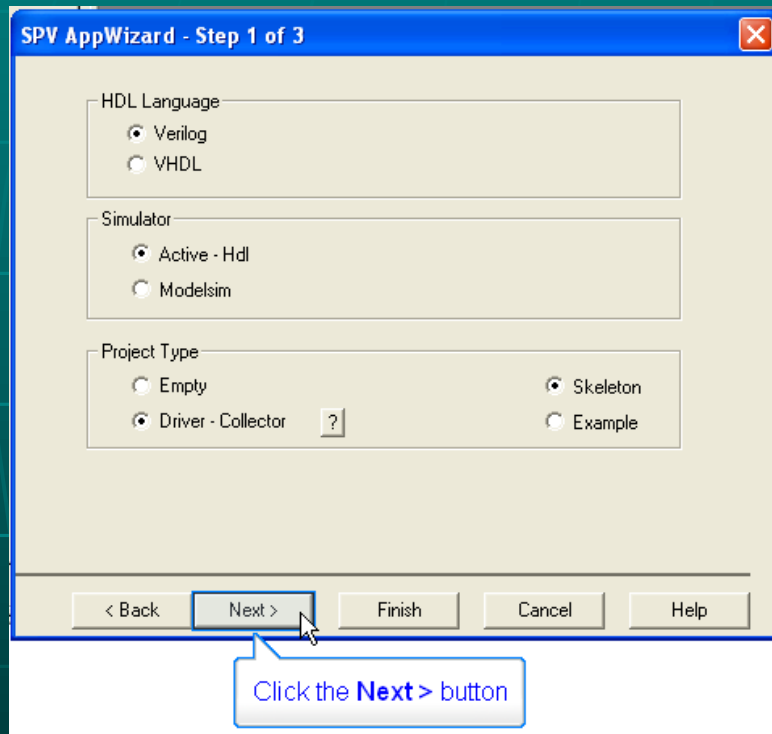 SPV AppWizard - Step 1 of 3
HDL Language
Verilog
VHDL
Simulator
Active - Hdl
Modelsim
Project Type
Empty
Skeleton
Driver - Collector ?
Example
< Back Next > Finish Cancel Help
Click the Next > button